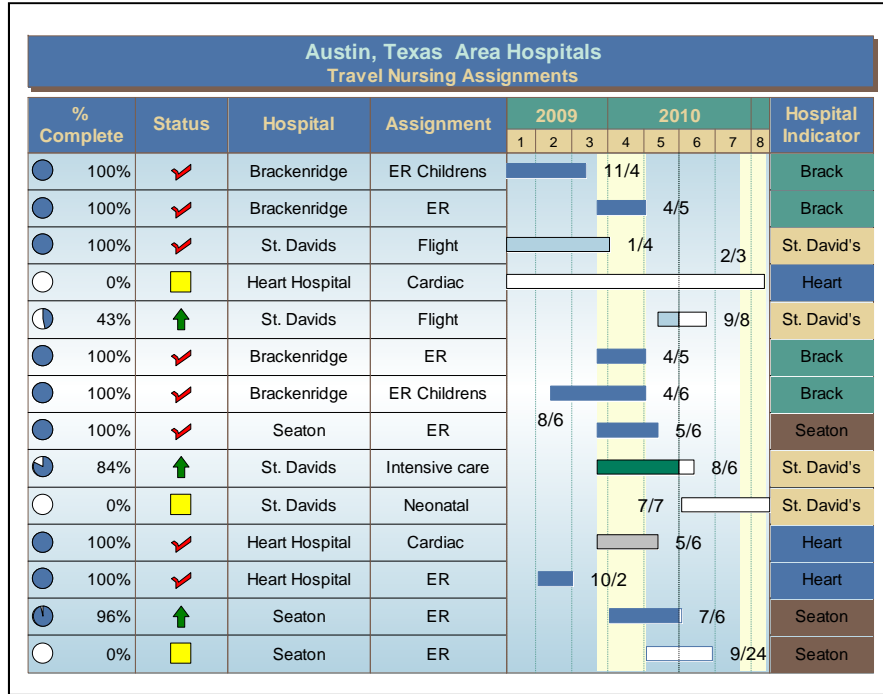 Austin, Texas Area Hospitals
Travel Nursing Assignments
% Complete Status Hospital Assignment 2009 2010 Hospital Indicator
1 2 3 4 5 6 7 8
100% Brackenridge ER Childrens 11/4 Brack
100% Brackenridge ER 4/5 Brack
100% St. Davids Flight 1/4 St. David's
0% Heart Hospital Cardiac 2/3 Heart
43% St. Davids Flight 9/8 St. David's
100% Brackenridge ER 4/5 Brack
100% Brackenridge ER Childrens 4/6 Brack
100% Seaton ER 8/6 5/6 Seaton
84% St. Davids Intensive care 8/6 St. David's
0% St. Davids Neonatal 7/7 St. David's
100% Heart Hospital Cardiac 5/6 Heart
100% Heart Hospital ER 10/2 Heart
96% Seaton ER 7/6 Seaton
0% Seaton ER 9/24 Seaton